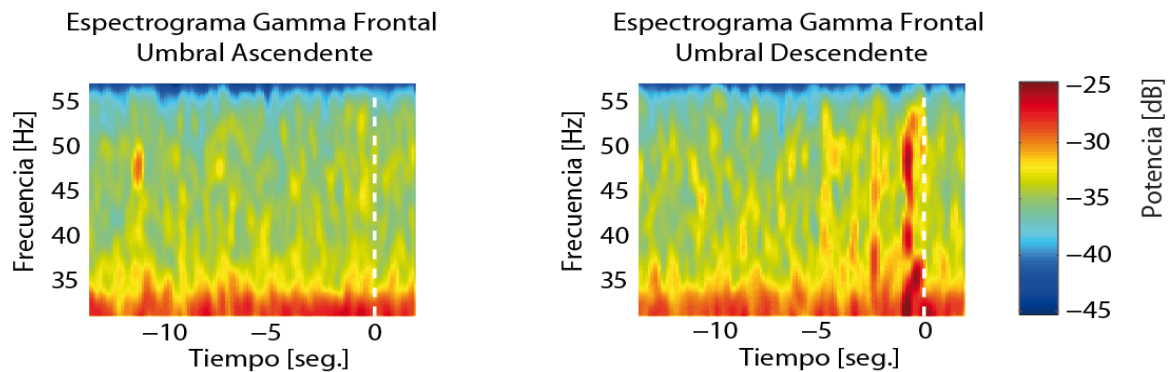 Espectrograma Gamma Frontal
Umbral Ascendente
Frecuencia [Hz]
55
50
45
40
35
−10
−5
0
Tiempo [seg.]
Espectrograma Gamma Frontal
Umbral Descendente
Frecuencia [Hz]
55
50
45
40
35
−10
−5
0
Tiempo [seg.]
−25
−30
−35
−40
−45
Potencia [dB]